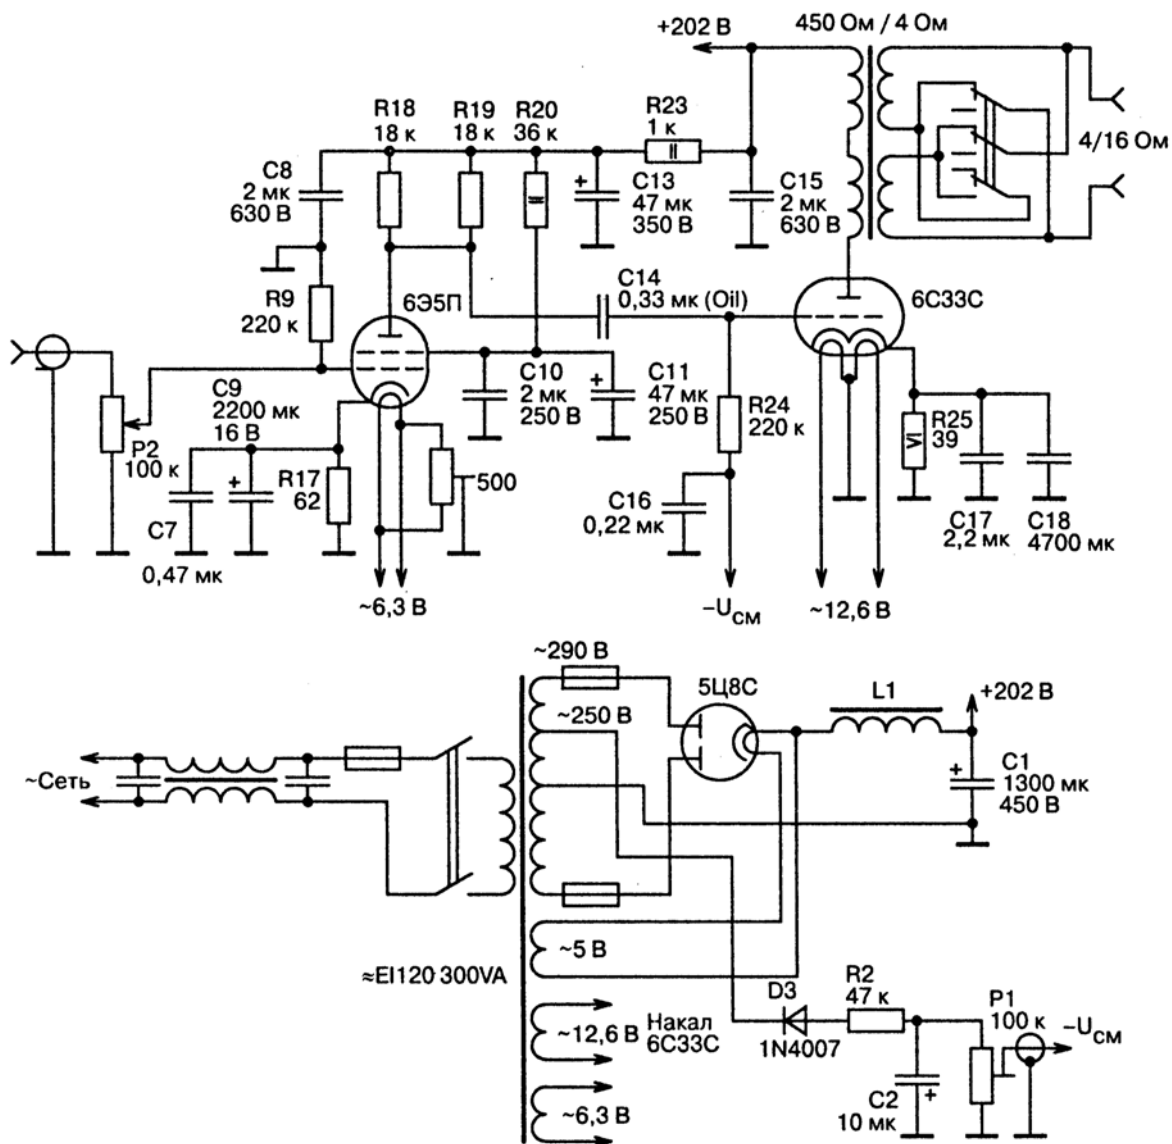 +202 В
450 Ом / 4 Ом
R18
18 к
R19
18 к
R20
36 к
R23
1 к
C8
2 мк
630 В
C13
47 мк
350 В
C15
2 мк
630 В
4/16 Ом
R9
220 к
6Э5П
C14
0,33 мк (Oil)
6С33С
C9
2200 мк
16 В
C10
2 мк
250 В
C11
47 мк
250 В
R24
220 к
R25
39
P2
100 к
R17
62
500
C7
0,47 мк
C16
0,22 мк
C17
2,2 мк
C18
4700 мк
~6,3 В
–Uсм
~12,6 В
~290 В
~250 В
5Ц8С
L1
+202 В
~Сеть
C1
1300 мк
450 В
~5 В
≈EI120 300VA
~12,6 В
Накал
6С33С
D3
1N4007
R2
47 к
P1
100 к
–Uсм
~6,3 В
C2
10 мк